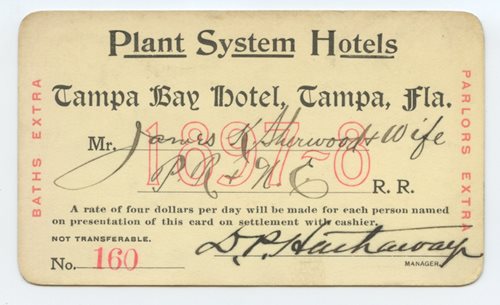 Plant System Hotels
Tampa Bay Hotel, Tampa, Fla.
1897-8
Mr. James K Sherwood & Wife
P R & N E R. R.
A rate of four dollars per day will be made for each person named
on presentation of this card on settlement with cashier.
NOT TRANSFERABLE.
D. P. Hathaway
No. 160
MANAGER.
BATHS EXTRA
PARLORS EXTRA